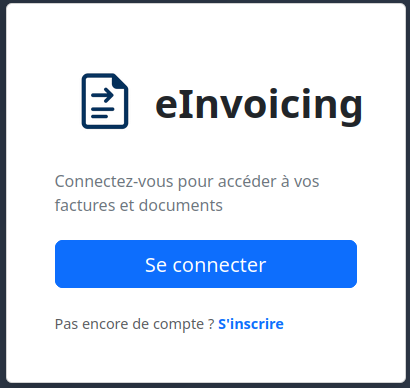 eInvoicing
Connectez-vous pour accéder à vos
factures et documents
Se connecter
Pas encore de compte ? S'inscrire